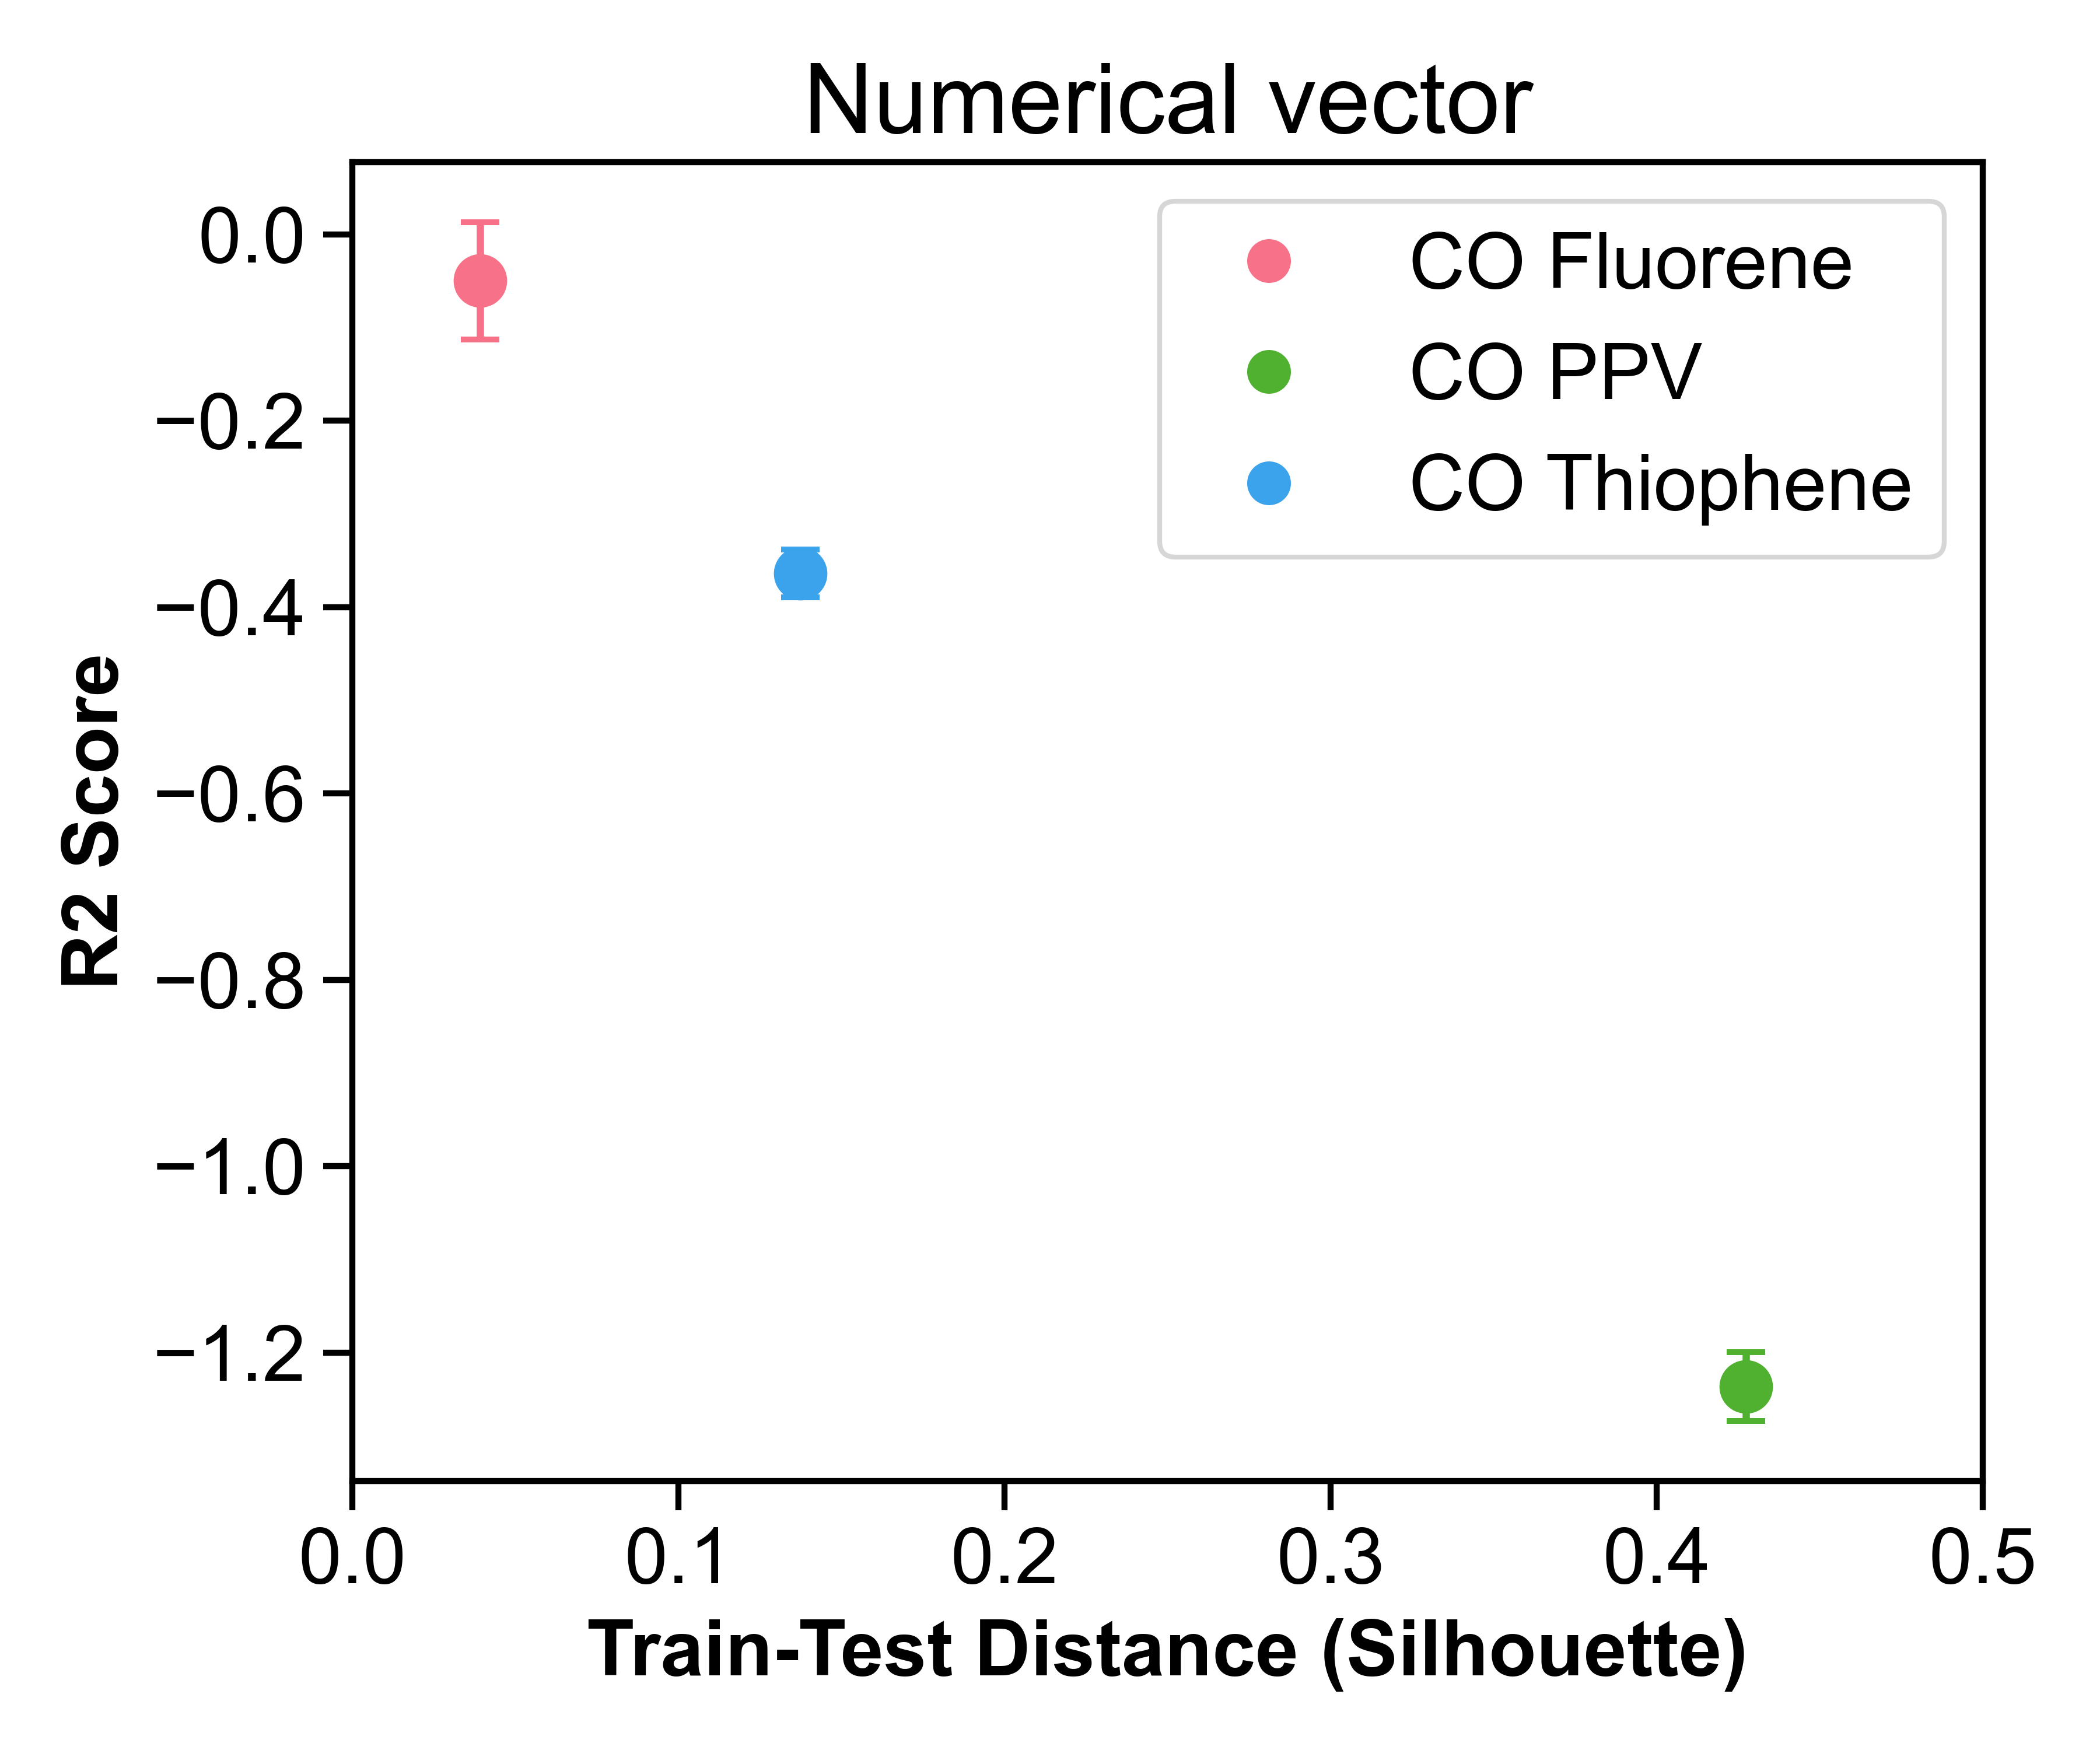 Numerical vector
CO Fluorene
CO PPV
CO Thiophene
R2 Score
0.0
−0.2
−0.4
−0.6
−0.8
−1.0
−1.2
0.0 0.1 0.2 0.3 0.4 0.5
Train-Test Distance (Silhouette)